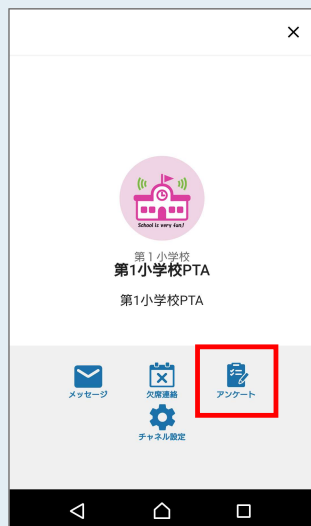 School is very fun!
第１小学校
第1小学校PTA
第1小学校PTA
メッセージ
欠席連絡
アンケート
チャネル設定